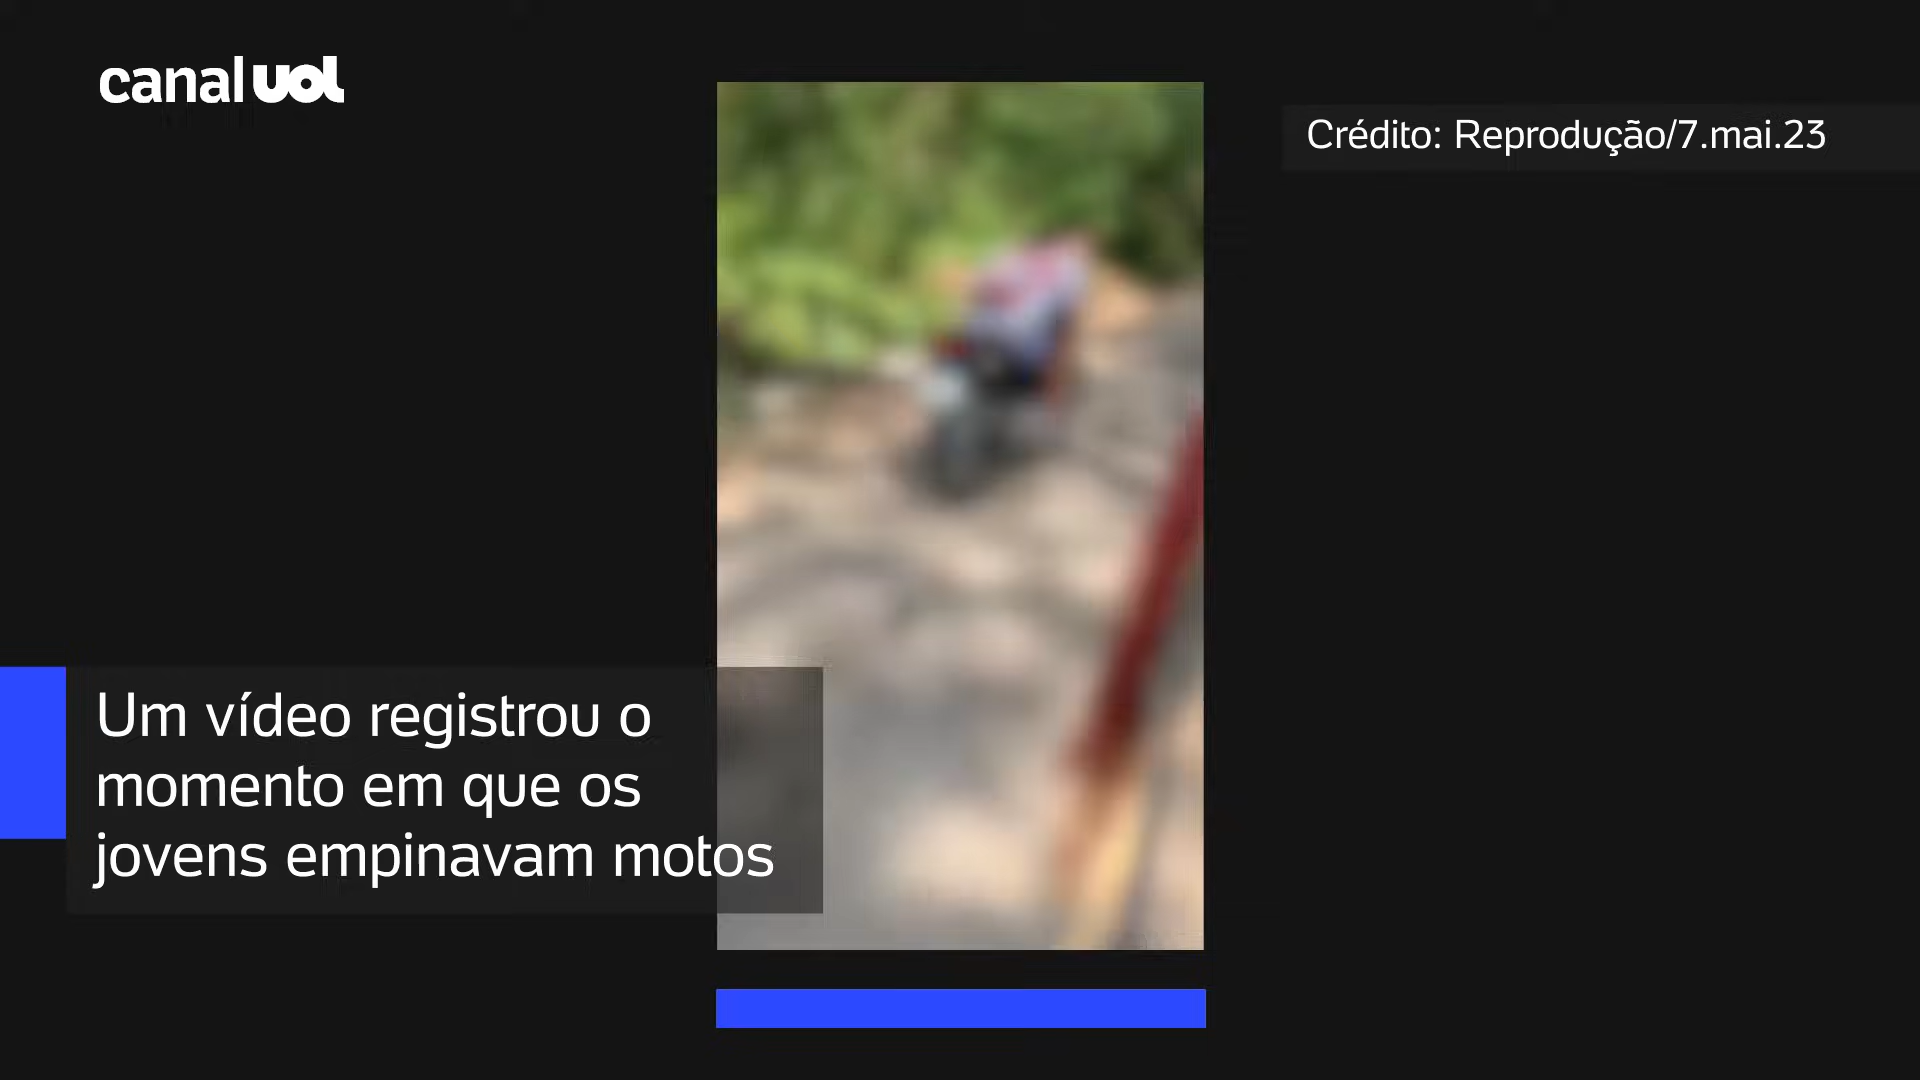 canal uol
Crédito: Reprodução/7.mai.23
Um vídeo registrou o
momento em que os
jovens empinavam motos